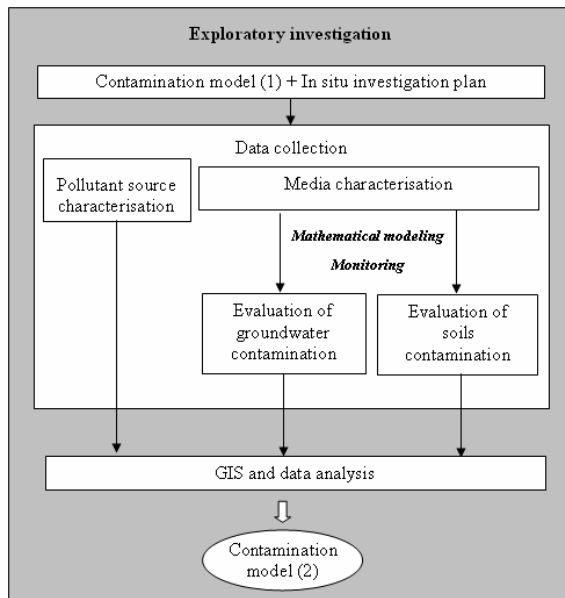 Exploratory investigation
Contamination model (1) + In situ investigation plan
Data collection
Pollutant source
characterisation
Media characterisation
Mathematical modeling
Monitoring
Evaluation of
groundwater
contamination
Evaluation of
soils
contamination
GIS and data analysis
Contamination
model (2)